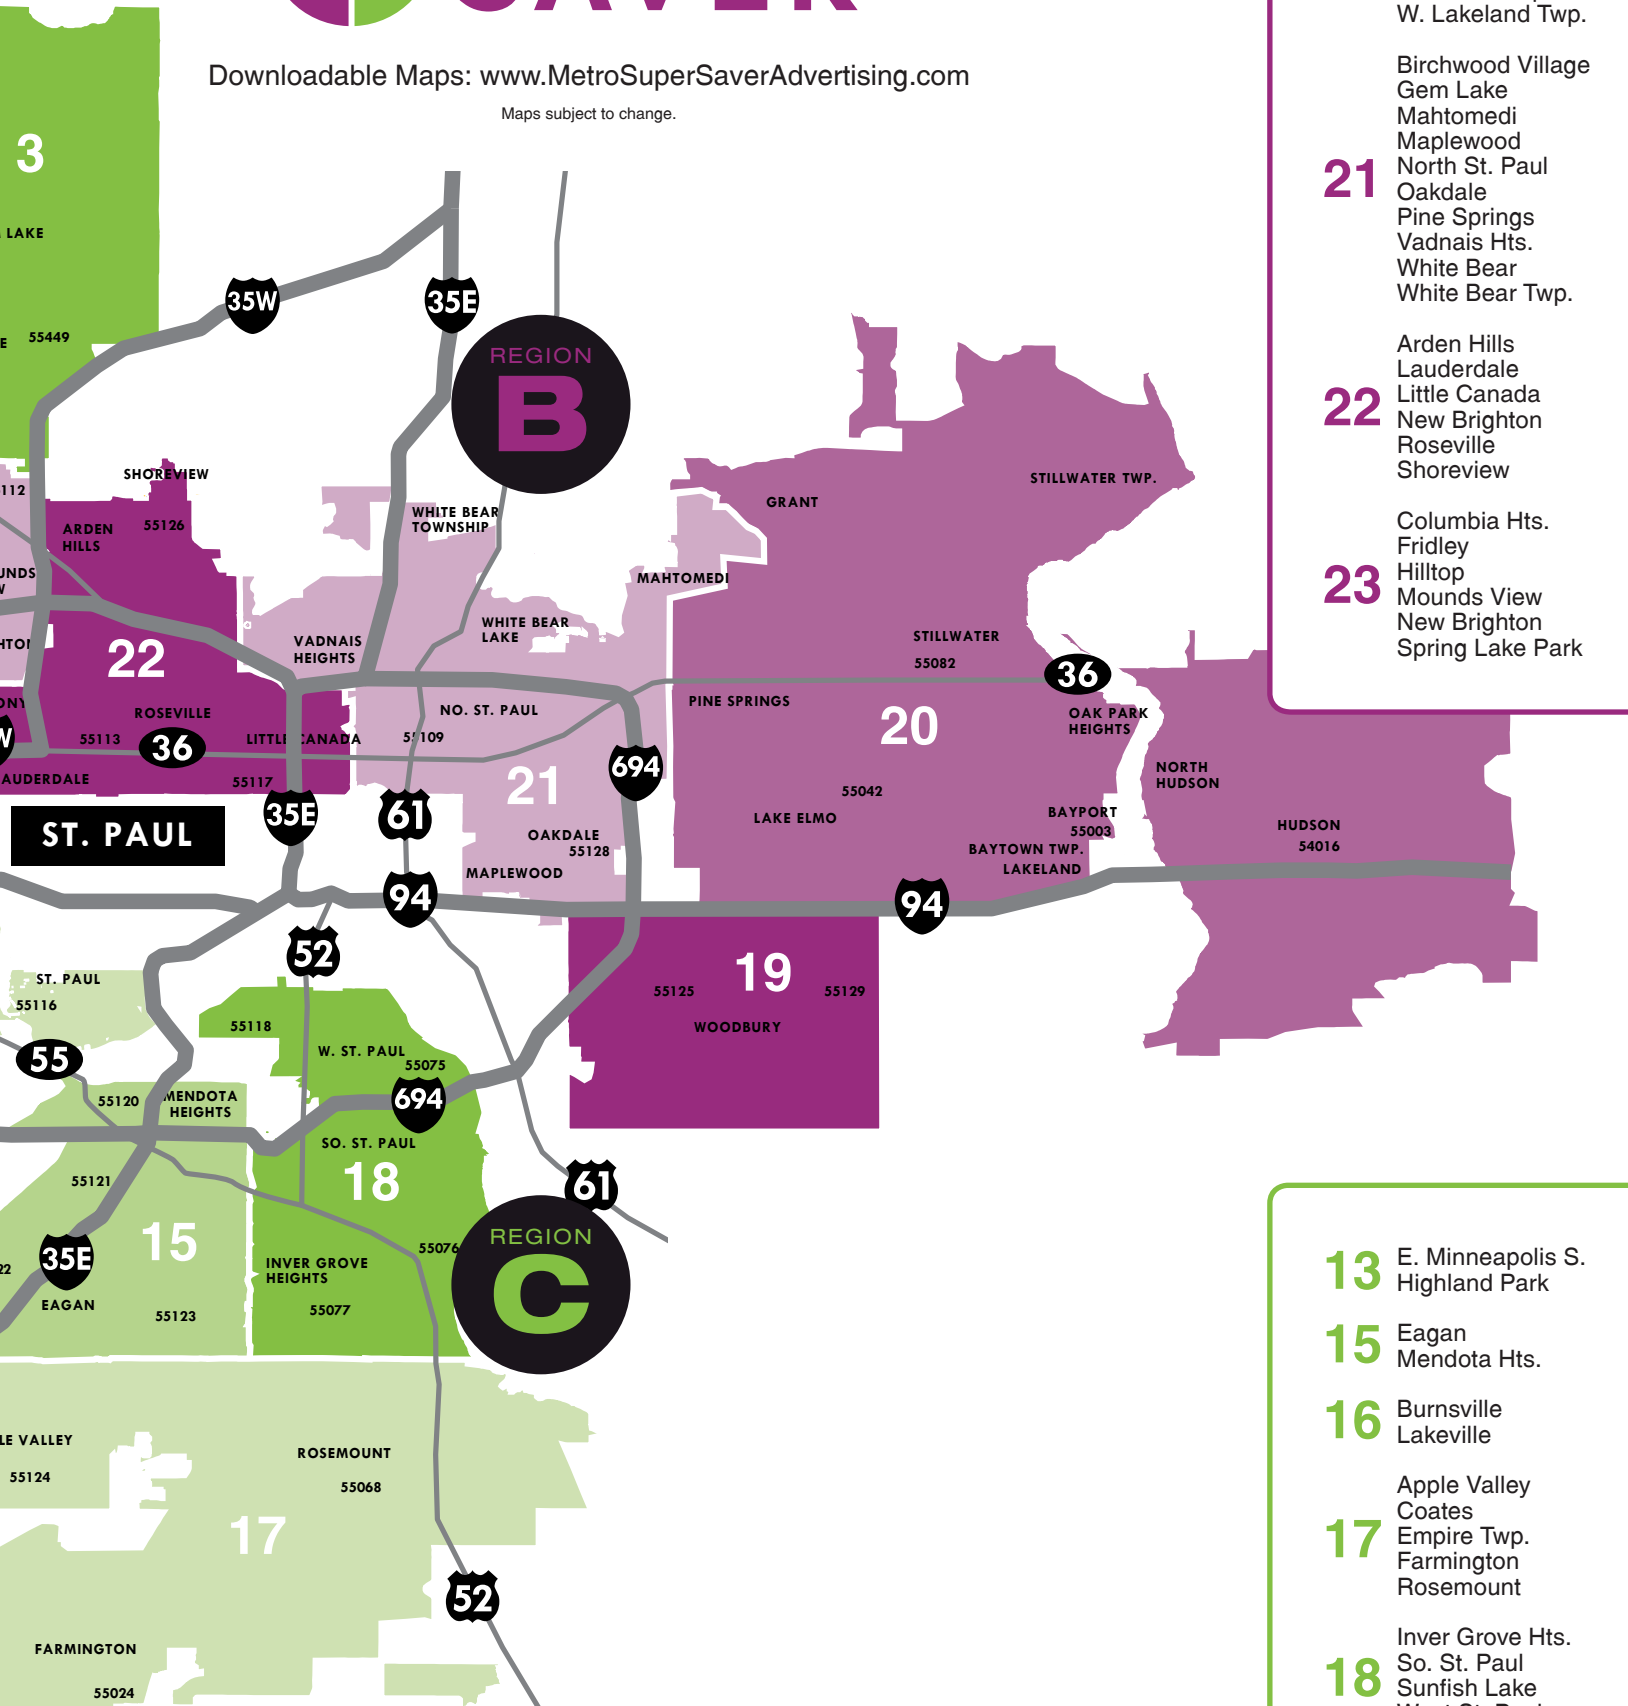 SAVER
Downloadable Maps: www.MetroSuperSaverAdvertising.com
Maps subject to change.
3
LAKE
55449
35W
35E
REGION
B
SHOREVIEW
ARDEN
HILLS
55126
WHITE BEAR
TOWNSHIP
GRANT
STILLWATER TWP.
MAHTOMEDI
22
VADNAIS
HEIGHTS
WHITE BEAR
LAKE
STILLWATER
55082
36
ROSEVILLE
55113
36
LITTLE CANADA
55117
NO. ST. PAUL
55109
PINE SPRINGS
20
OAK PARK
HEIGHTS
694
21
NORTH
HUDSON
55042
LAKE ELMO
BAYPORT
55003
HUDSON
54016
ST. PAUL
35E
61
OAKDALE
55128
MAPLEWOOD
BAYTOWN TWP.
LAKELAND
94
94
52
19
55125
55129
WOODBURY
ST. PAUL
55116
55118
W. ST. PAUL
55075
55
55120
MENDOTA
HEIGHTS
694
SO. ST. PAUL
18
55121
61
15
35E
EAGAN
55123
55076
INVER GROVE
HEIGHTS
55077
REGION
C
LE VALLEY
55124
ROSEMOUNT
55068
17
52
FARMINGTON
55024
W. Lakeland Twp.
21
Birchwood Village
Gem Lake
Mahtomedi
Maplewood
North St. Paul
Oakdale
Pine Springs
Vadnais Hts.
White Bear
White Bear Twp.
22
Arden Hills
Lauderdale
Little Canada
New Brighton
Roseville
Shoreview
23
Columbia Hts.
Fridley
Hilltop
Mounds View
New Brighton
Spring Lake Park
13
E. Minneapolis S.
Highland Park
15
Eagan
Mendota Hts.
16
Burnsville
Lakeville
17
Apple Valley
Coates
Empire Twp.
Farmington
Rosemount
18
Inver Grove Hts.
So. St. Paul
Sunfish Lake